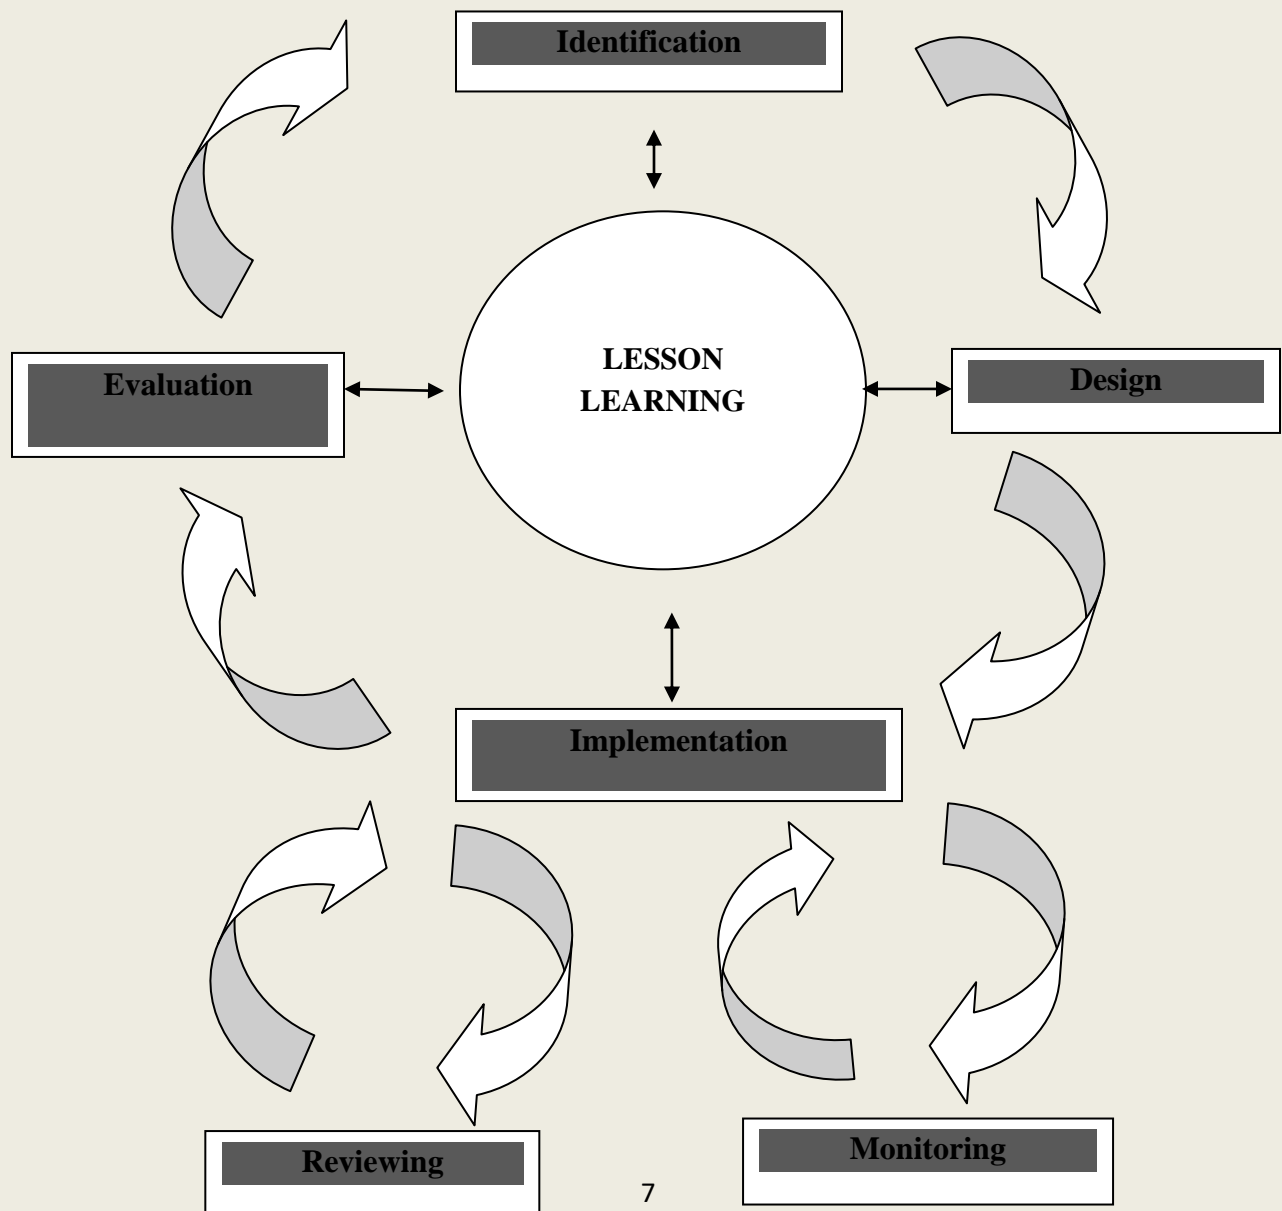 Identification
LESSON
LEARNING
Evaluation
Design
Implementation
Reviewing
Monitoring
7